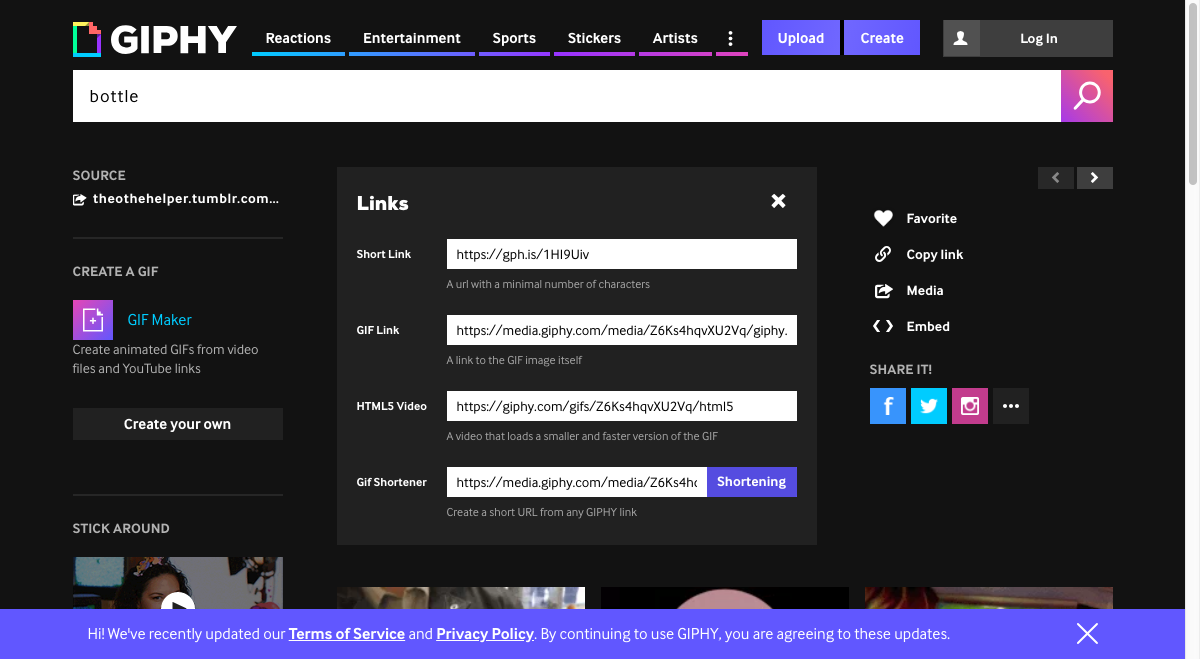 GIPHY
Reactions
Entertainment
Sports
Stickers
Artists
Upload
Create
Log In
bottle
SOURCE
theothehelper.tumblr.com...
CREATE A GIF
GIF Maker
Create animated GIFs from video
files and YouTube links
Create your own
STICK AROUND
Links
Short Link
https://gph.is/1HI9Uiv
A url with a minimal number of characters
GIF Link
https://media.giphy.com/media/Z6Ks4hqvXU2Vq/giphy.
A link to the GIF image itself
HTML5 Video
https://giphy.com/gifs/Z6Ks4hqvXU2Vq/html5
A video that loads a smaller and faster version of the GIF
Gif Shortener
https://media.giphy.com/media/Z6Ks4hq
Shortening
Create a short URL from any GIPHY link
Favorite
Copy link
Media
Embed
SHARE IT!
Hi! We've recently updated our Terms of Service and Privacy Policy. By continuing to use GIPHY, you are agreeing to these updates.